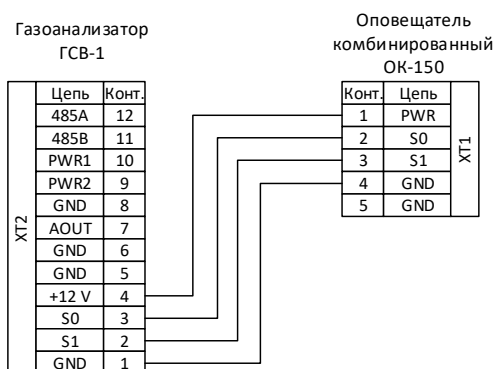 Газоанализатор
ГСВ-1
Оповещатель
комбинированный
ОК-150
Цепь Конт.
485A 12
485B 11
PWR1 10
PWR2 9
GND 8
AOUT 7
GND 6
GND 5
+12 V 4
S0 3
S1 2
GND 1
XT2
Конт. Цепь
1 PWR
2 S0
3 S1
4 GND
5 GND
XT1